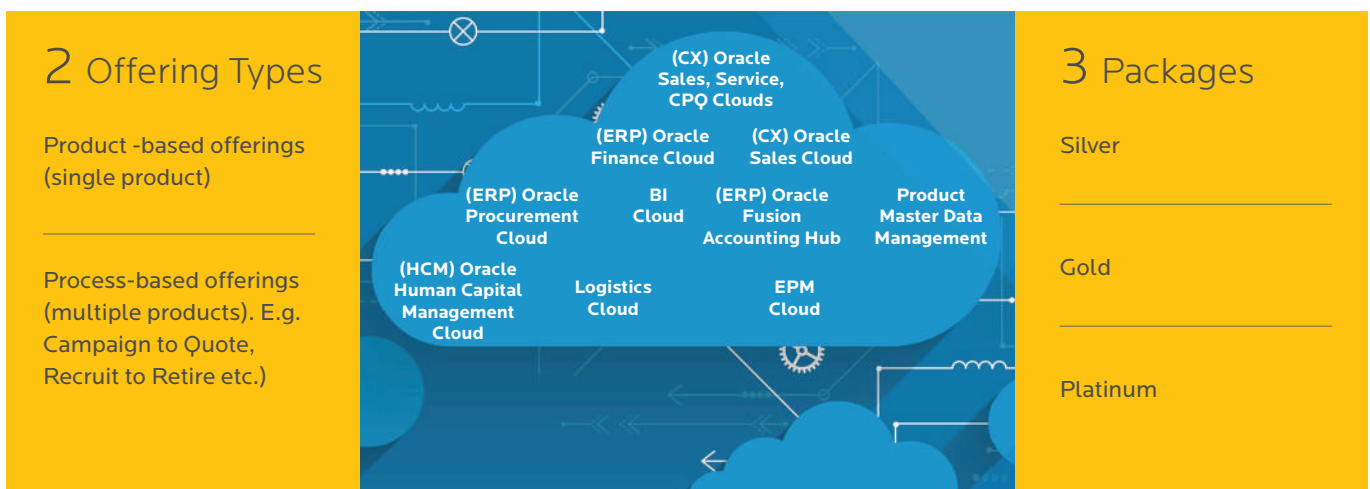 2 Offering Types
Product -based offerings
(single product)
Process-based offerings
(multiple products). E.g.
Campaign to Quote,
Recruit to Retire etc.)
(CX) Oracle
Sales, Service,
CPQ Clouds
(ERP) Oracle
Finance Cloud
(CX) Oracle
Sales Cloud
(ERP) Oracle
Procurement
Cloud
BI
Cloud
(ERP) Oracle
Fusion
Accounting Hub
Product
Master Data
Management
(HCM) Oracle
Human Capital
Management
Cloud
Logistics
Cloud
EPM
Cloud
3 Packages
Silver
Gold
Platinum